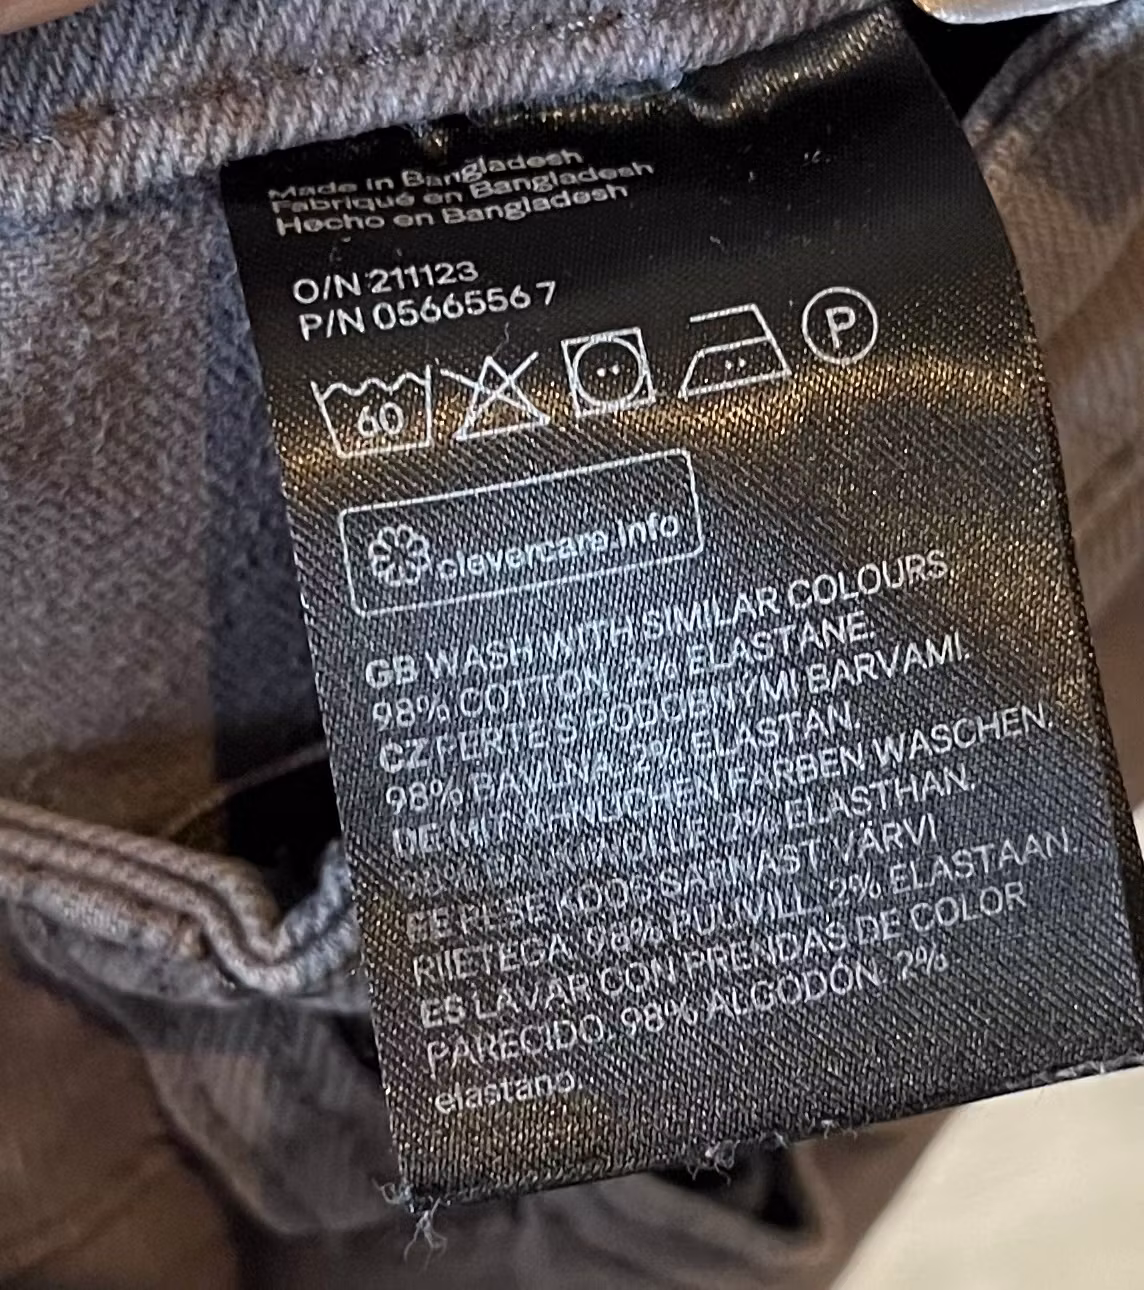 Made in Bangladesh
Fabriqué en Bangladesh
Hecho en Bangladesh
O/N 211123
P/N 05665556 7
60
P
clevercare.info
GB WASH WITH SIMILAR COLOURS.
98% COTTON, 2% ELASTANE.
CZ PERTE S PODOBNÝMI BARVAMI.
98% BAVLNA, 2% ELASTAN.
DE MIT ÄHNLICHEN FARBEN WASCHEN.
2% ELASTHAN.
EE PESE KOOS SARNAST VÄRVI
RIIETEGA. 98% PUUVILL, 2% ELASTAAN.
ES LAVAR CON PRENDAS DE COLOR
PARECIDO. 98% ALGODÓN, 2%
elastano.